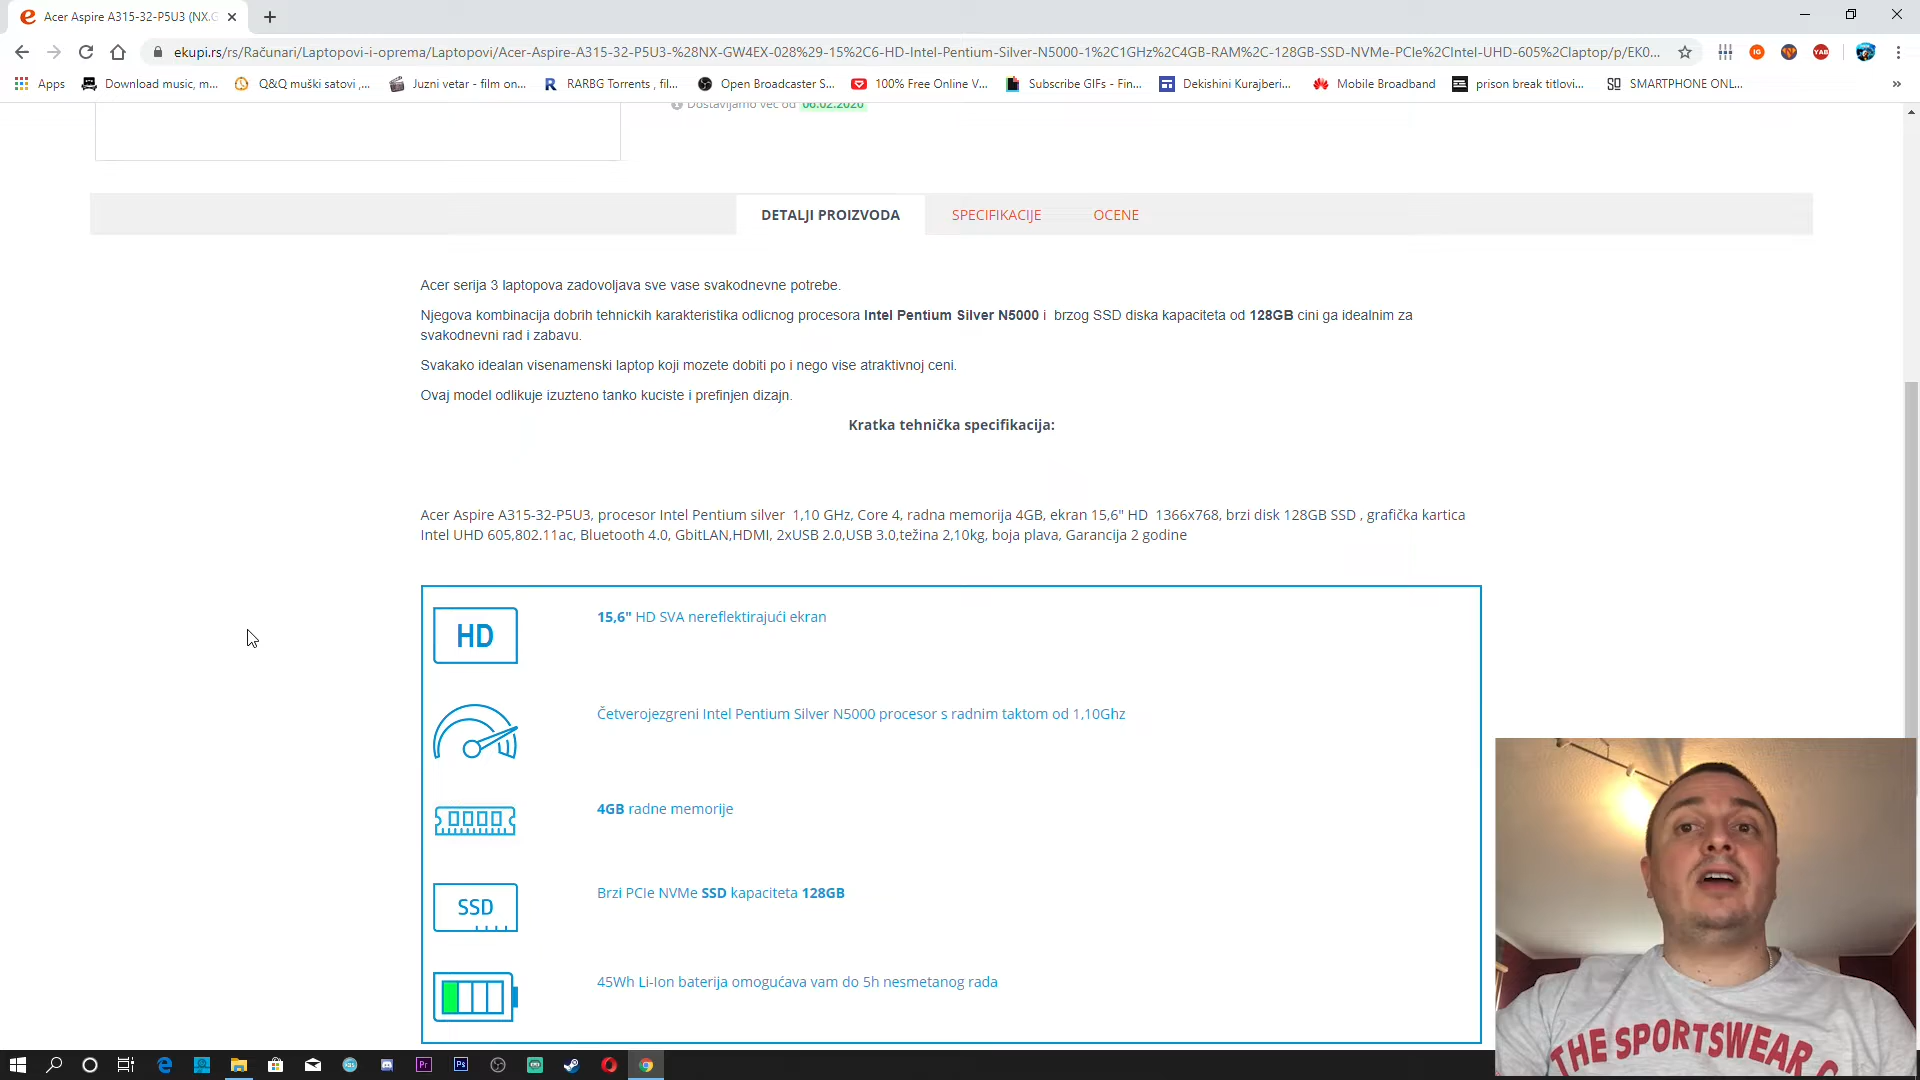 Acer Aspire A315-32-P5U3 (NX.G
ekupi.rs/rs/Računari/Laptopovi-i-oprema/Laptopovi/Acer-Aspire-A315-32-P5U3-%28NX-GW4EX-028%29-15%2C6-HD-Intel-Pentium-Silver-N5000-1%2C1GHz%2C4GB-RAM%2C-128GB-SSD-NVMe-PCIe%2CIntel-UHD-605%2Claptop/p/EK0...
IG
YAB
Apps
Download music, m...
Q&Q muški satovi ,...
Juzni vetar - film on...
RARBG Torrents , fil...
Open Broadcaster S...
100% Free Online V...
Subscribe GIFs - Fin...
Dekishini Kurajberi...
Mobile Broadband
prison break titlovi...
SMARTPHONE ONL...
Dostavljamo već od 06.02.2020
DETALJI PROIZVODA
SPECIFIKACIJE
OCENE
Acer serija 3 laptopova zadovoljava sve vase svakodnevne potrebe.
Njegova kombinacija dobrih tehnickih karakteristika odlicnog procesora Intel Pentium Silver N5000 i  brzog SSD diska kapaciteta od 128GB cini ga idealnim za
svakodnevni rad i zabavu.
Svakako idealan visenamenski laptop koji mozete dobiti po i nego vise atraktivnoj ceni.
Ovaj model odlikuje izuzteno tanko kuciste i prefinjen dizajn.
Kratka tehnička specifikacija:
Acer Aspire A315-32-P5U3, procesor Intel Pentium silver  1,10 GHz, Core 4, radna memorija 4GB, ekran 15,6" HD  1366x768, brzi disk 128GB SSD , grafička kartica
Intel UHD 605,802.11ac, Bluetooth 4.0, GbitLAN,HDMI, 2xUSB 2.0,USB 3.0,težina 2,10kg, boja plava, Garancija 2 godine
HD
15,6" HD SVA nereflektirajući ekran
Četverojezgreni Intel Pentium Silver N5000 procesor s radnim taktom od 1,10Ghz
4GB radne memorije
SSD
Brzi PCIe NVMe SSD kapaciteta 128GB
45Wh Li-Ion baterija omogućava vam do 5h nesmetanog rada
THE SPORTSWEAR
Pr
Ps